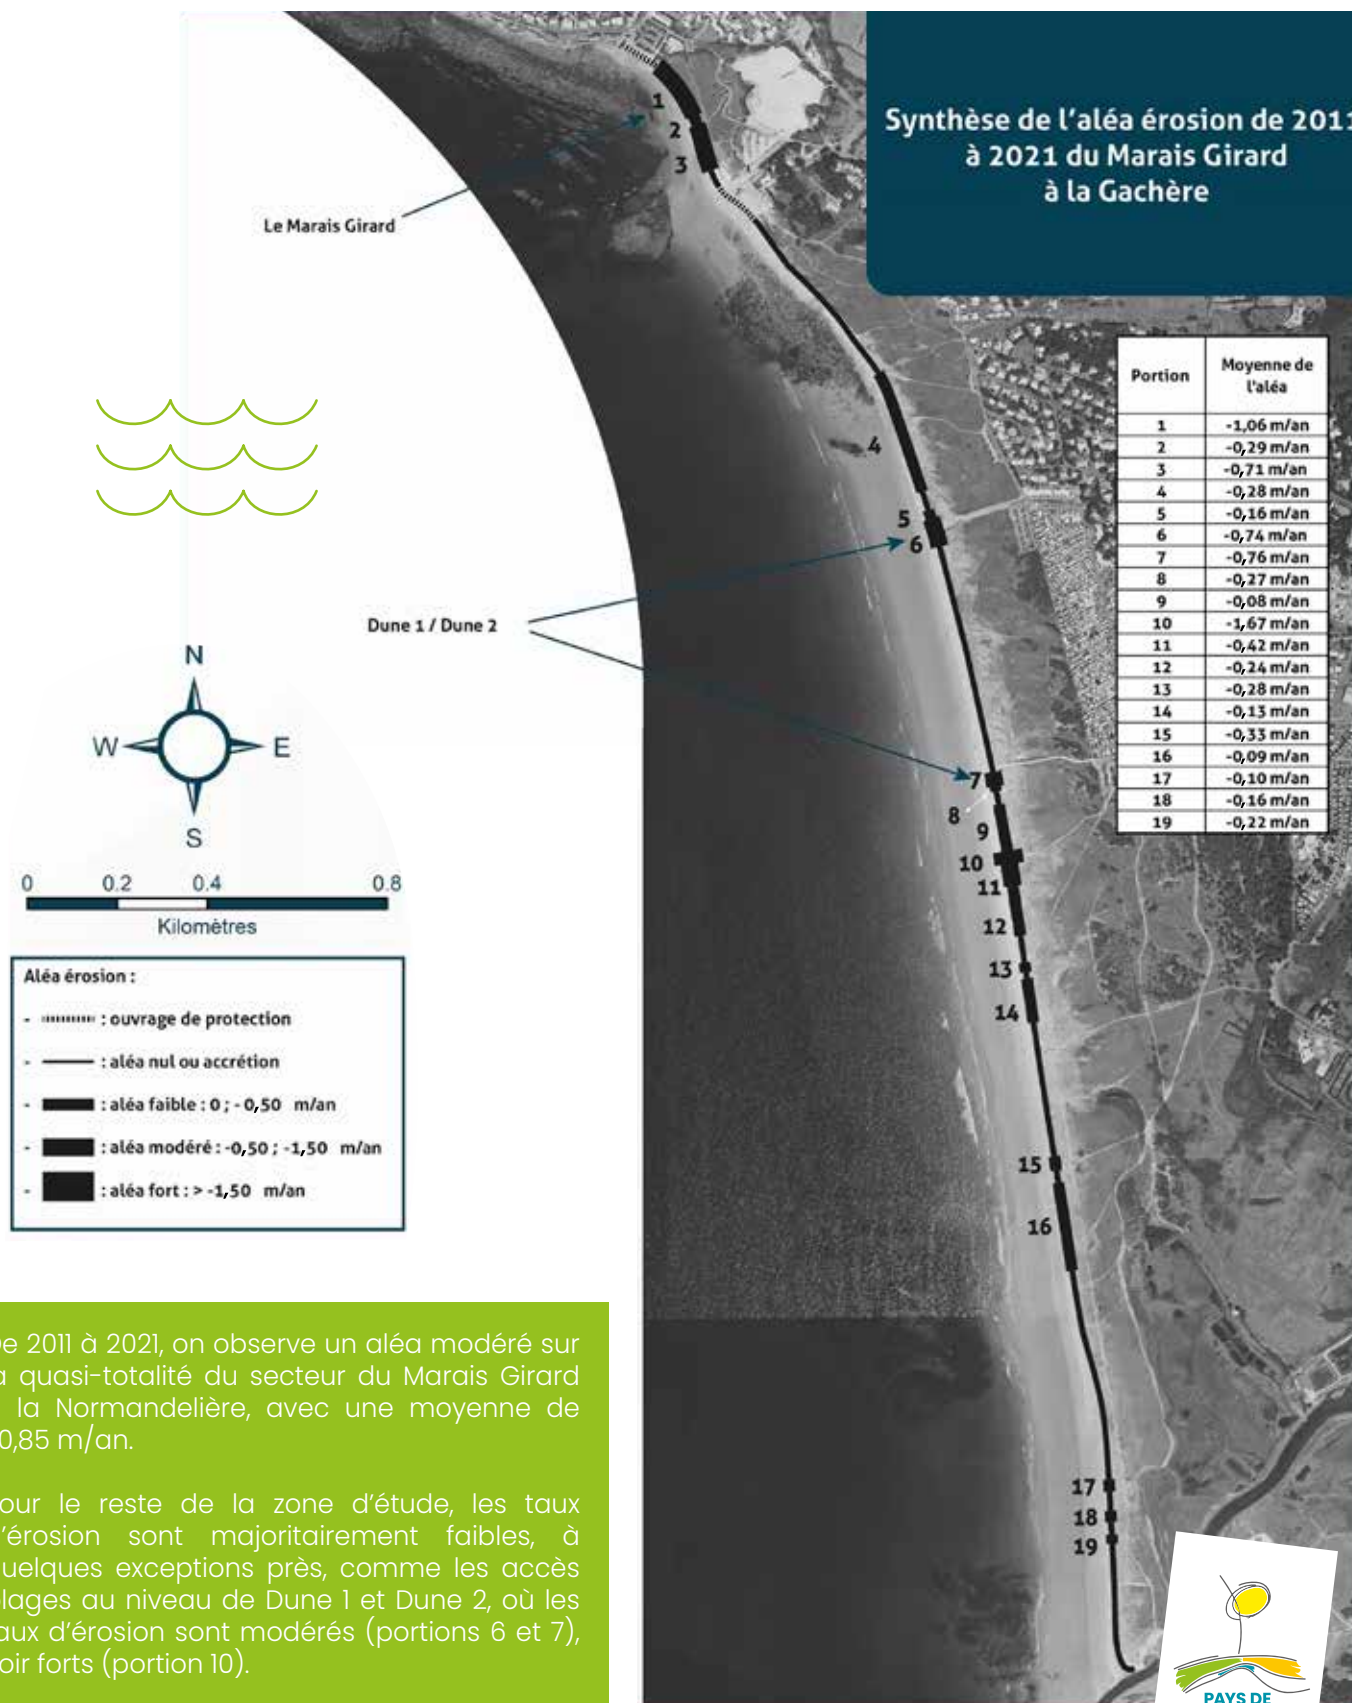 Synthèse de l'aléa érosion de 2011
à 2021 du Marais Girard
à la Gachère
Le Marais Girard
Dune 1 / Dune 2
1
2
3
4
5
6
7
8
9
10
11
12
13
14
15
16
17
18
19
Portion Moyenne de l'aléa
1 -1,06 m/an
2 -0,29 m/an
3 -0,71 m/an
4 -0,28 m/an
5 -0,16 m/an
6 -0,74 m/an
7 -0,76 m/an
8 -0,27 m/an
9 -0,08 m/an
10 -1,67 m/an
11 -0,42 m/an
12 -0,24 m/an
13 -0,28 m/an
14 -0,13 m/an
15 -0,33 m/an
16 -0,09 m/an
17 -0,10 m/an
18 -0,16 m/an
19 -0,22 m/an
N
W E
S
0 0.2 0.4 0.8
Kilomètres
Aléa érosion :
- : ouvrage de protection
- : aléa nul ou accrétion
- : aléa faible : 0 ; - 0,50 m/an
- : aléa modéré : -0,50 ; -1,50 m/an
- : aléa fort : > -1,50 m/an
De 2011 à 2021, on observe un aléa modéré sur
a quasi-totalité du secteur du Marais Girard
la Normandelière, avec une moyenne de
0,85 m/an.
our le reste de la zone d'étude, les taux
'érosion sont majoritairement faibles, à
uelques exceptions près, comme les accès
plages au niveau de Dune 1 et Dune 2, où les
aux d'érosion sont modérés (portions 6 et 7),
oir forts (portion 10).
PAYS DE